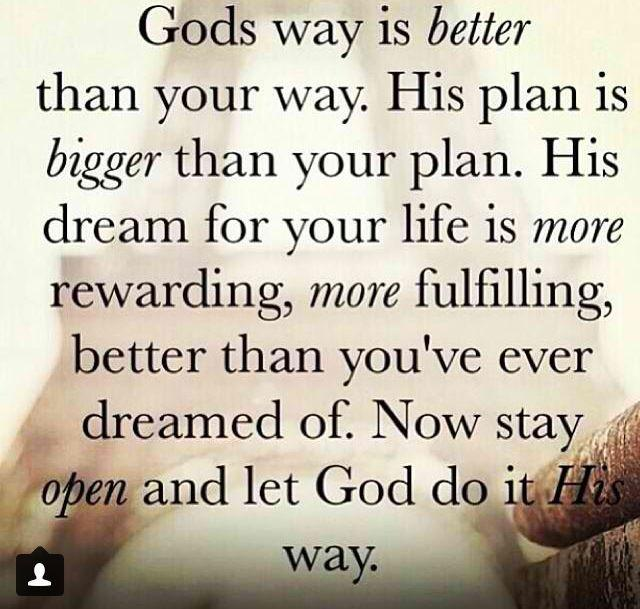 Gods way is better
than your way. His plan is
bigger than your plan. His
dream for your life is more
rewarding, more fulfilling,
better than you've ever
dreamed of. Now stay
open and let God do it His
way.